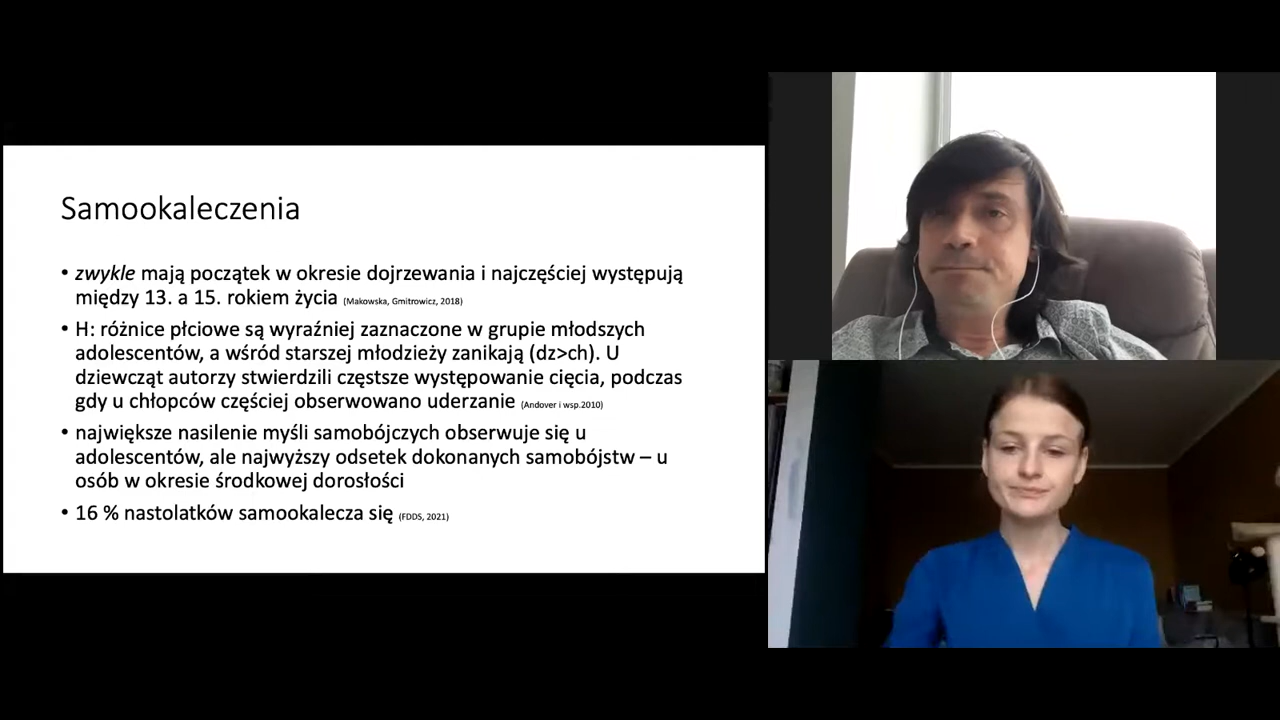 Samookaleczenia
• zwykle mają początek w okresie dojrzewania i najczęściej występują
między 13. a 15. rokiem życia (Makowska, Gmitrowicz, 2018)
• H: różnice płciowe są wyraźniej zaznaczone w grupie młodszych
adolescentów, a wśród starszej młodzieży zanikają (dz>ch). U
dziewcząt autorzy stwierdzili częstsze występowanie cięcia, podczas
gdy u chłopców częściej obserwowano uderzanie (Andover i wsp.2010)
• największe nasilenie myśli samobójczych obserwuje się u
adolescentów, ale najwyższy odsetek dokonanych samobójstw – u
osób w okresie środkowej dorosłości
• 16 % nastolatków samookalecza się (FDDS, 2021)